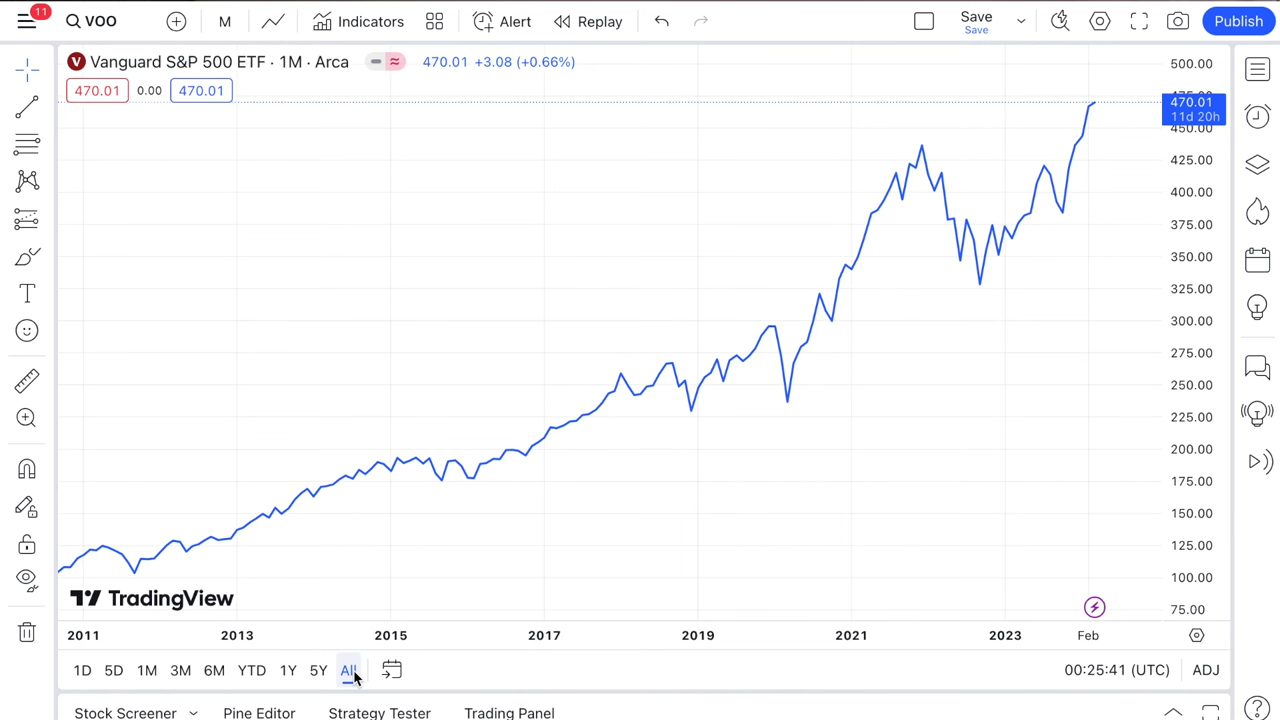 11
VOO
M
Indicators
Alert
Replay
Save
Save
Publish
V Vanguard S&P 500 ETF · 1M · Arca
470.01 +3.08 (+0.66%)
470.01 0.00 470.01
500.00
475.00
470.01
11d 20h
450.00
425.00
400.00
375.00
350.00
325.00
300.00
275.00
250.00
225.00
200.00
175.00
150.00
125.00
100.00
75.00
TradingView
2011 2013 2015 2017 2019 2021 2023 Feb
1D 5D 1M 3M 6M YTD 1Y 5Y All
00:25:41 (UTC) ADJ
Stock Screener Pine Editor Strategy Tester Trading Panel